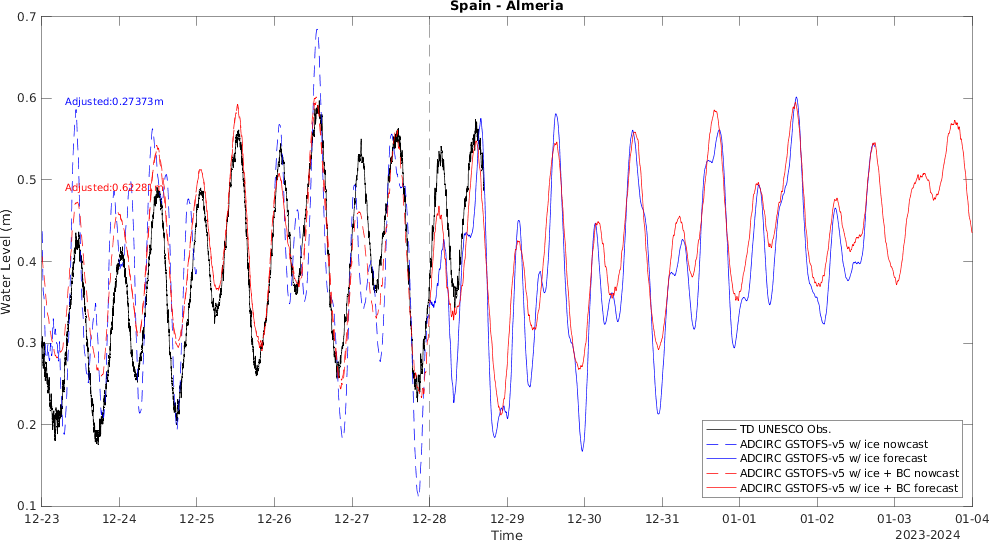 Spain - Almeria
0.7
0.6
0.5
0.4
0.3
0.2
0.1
Water Level (m)
Adjusted:0.27373m
Adjusted:0.62281m
TD UNESCO Obs.
ADCIRC GSTOFS-v5 w/ ice nowcast
ADCIRC GSTOFS-v5 w/ ice forecast
ADCIRC GSTOFS-v5 w/ ice + BC nowcast
ADCIRC GSTOFS-v5 w/ ice + BC forecast
12-23 12-24 12-25 12-26 12-27 12-28 12-29 12-30 12-31 01-01 01-02 01-03 01-04
Time
2023-2024